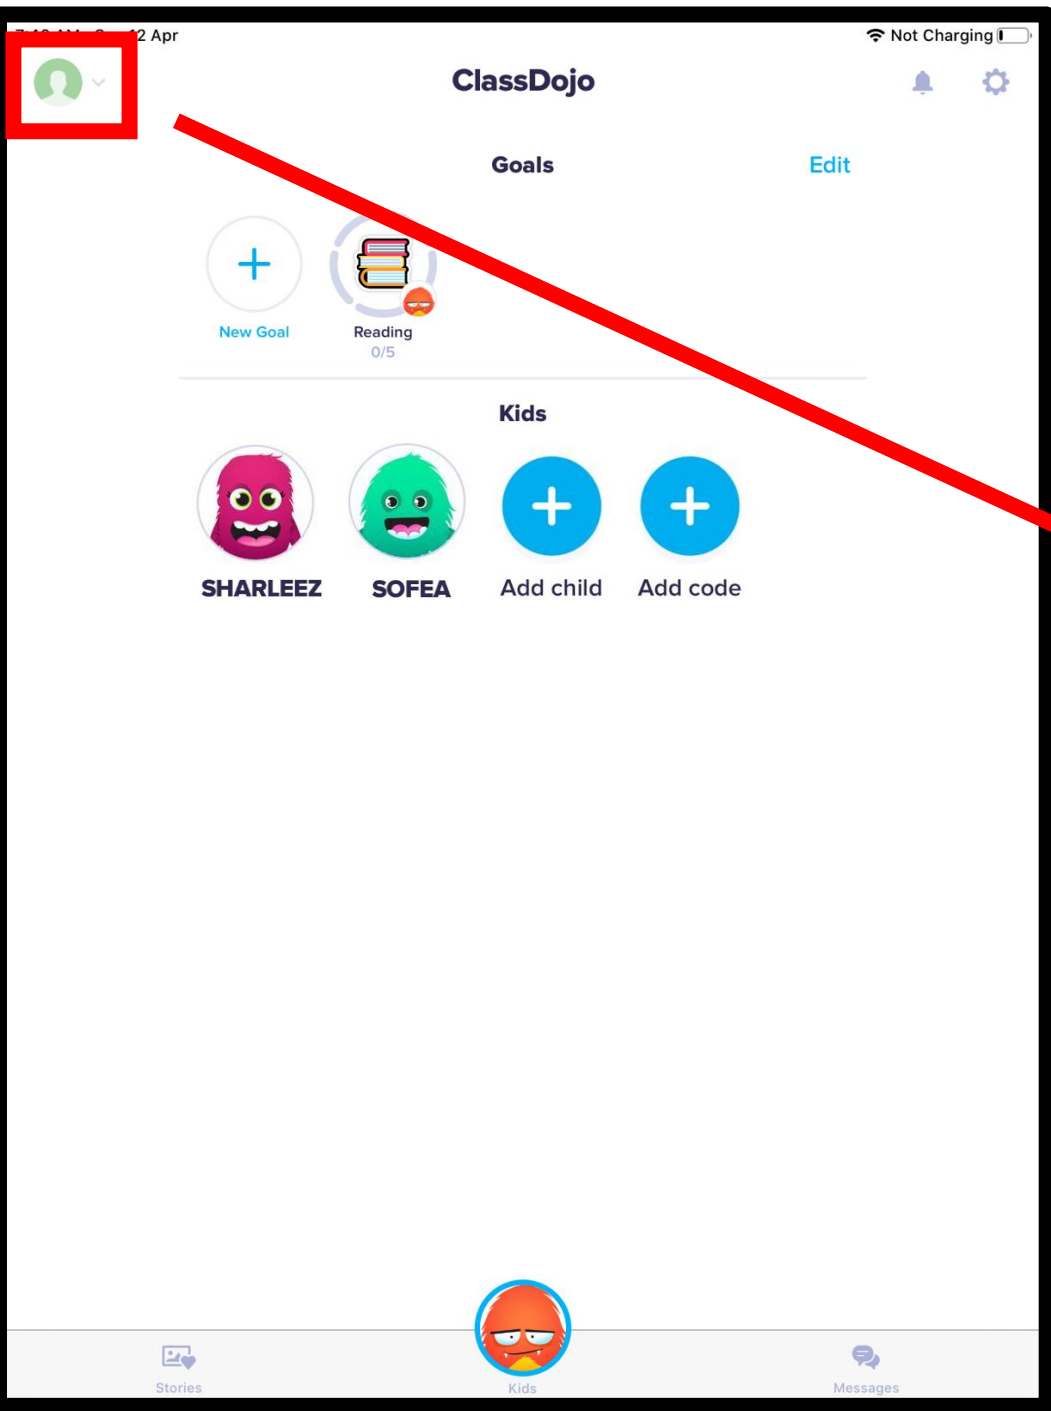 12 Apr
Not Charging
ClassDojo
Goals
Edit
New Goal
Reading
0/5
Kids
SHARLEEZ
SOFEA
Add child
Add code
Stories
Kids
Messages